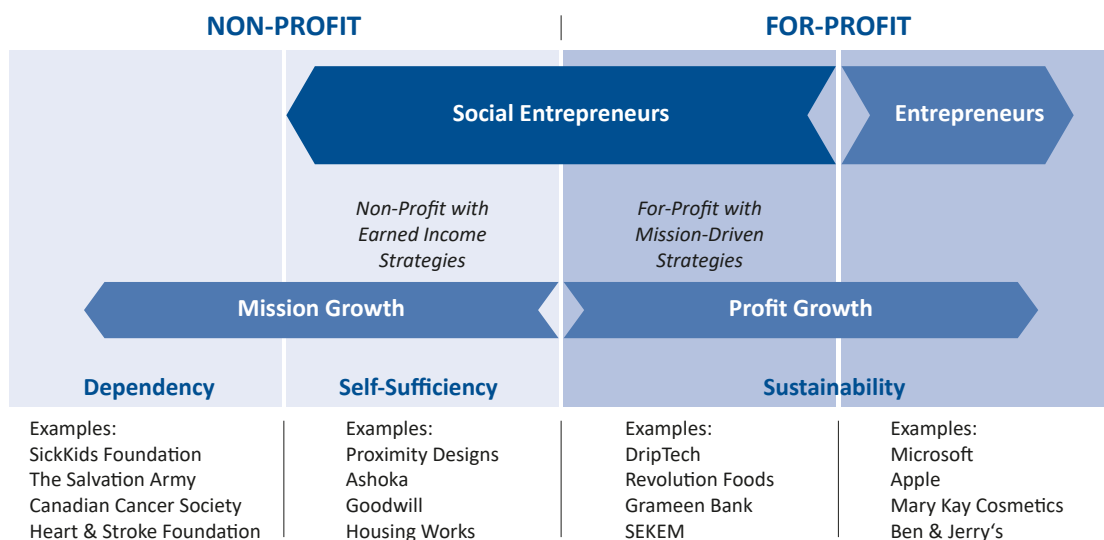 NON-PROFIT
FOR-PROFIT
Social Entrepreneurs
Entrepreneurs
Non-Profit with
Earned Income
Strategies
For-Profit with
Mission-Driven
Strategies
Mission Growth
Profit Growth
Dependency
Self-Sufficiency
Sustainability
Examples:
SickKids Foundation
The Salvation Army
Canadian Cancer Society
Heart & Stroke Foundation
Examples:
Proximity Designs
Ashoka
Goodwill
Housing Works
Examples:
DripTech
Revolution Foods
Grameen Bank
SEKEM
Examples:
Microsoft
Apple
Mary Kay Cosmetics
Ben & Jerry‘s